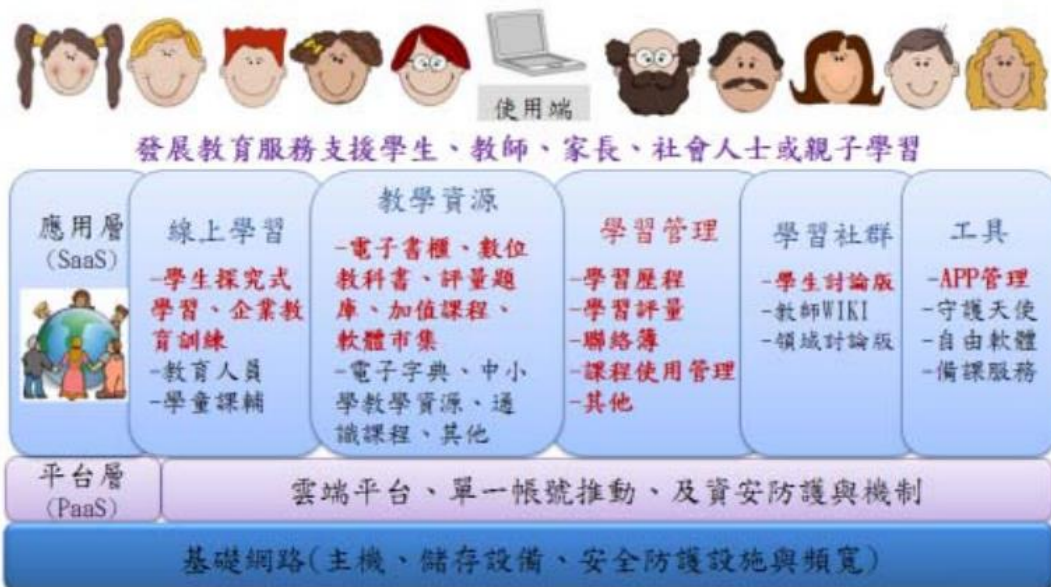 使用端
發展教育服務支援學生、教師、家長、社會人士或親子學習
應用層
(SaaS)
線上學習
-學生探究式
學習、企業教
育訓練
-教育人員
-學童課輔
教學資源
-電子書櫃、數位
教科書、評量題
庫、加值課程、
軟體市集
-電子字典、中小
學教學資源、通
識課程、其他
學習管理
-學習歷程
-學習評量
-聯絡簿
-課程使用管理
-其他
學習社群
-學生討論版
-教師WIKI
-領域討論版
工具
-APP管理
-守護天使
-自由軟體
-備課服務
平台層
(PaaS)
雲端平台、單一帳號推動、及資安防護與機制
基礎網路(主機、儲存設備、安全防護設施與頻寬)